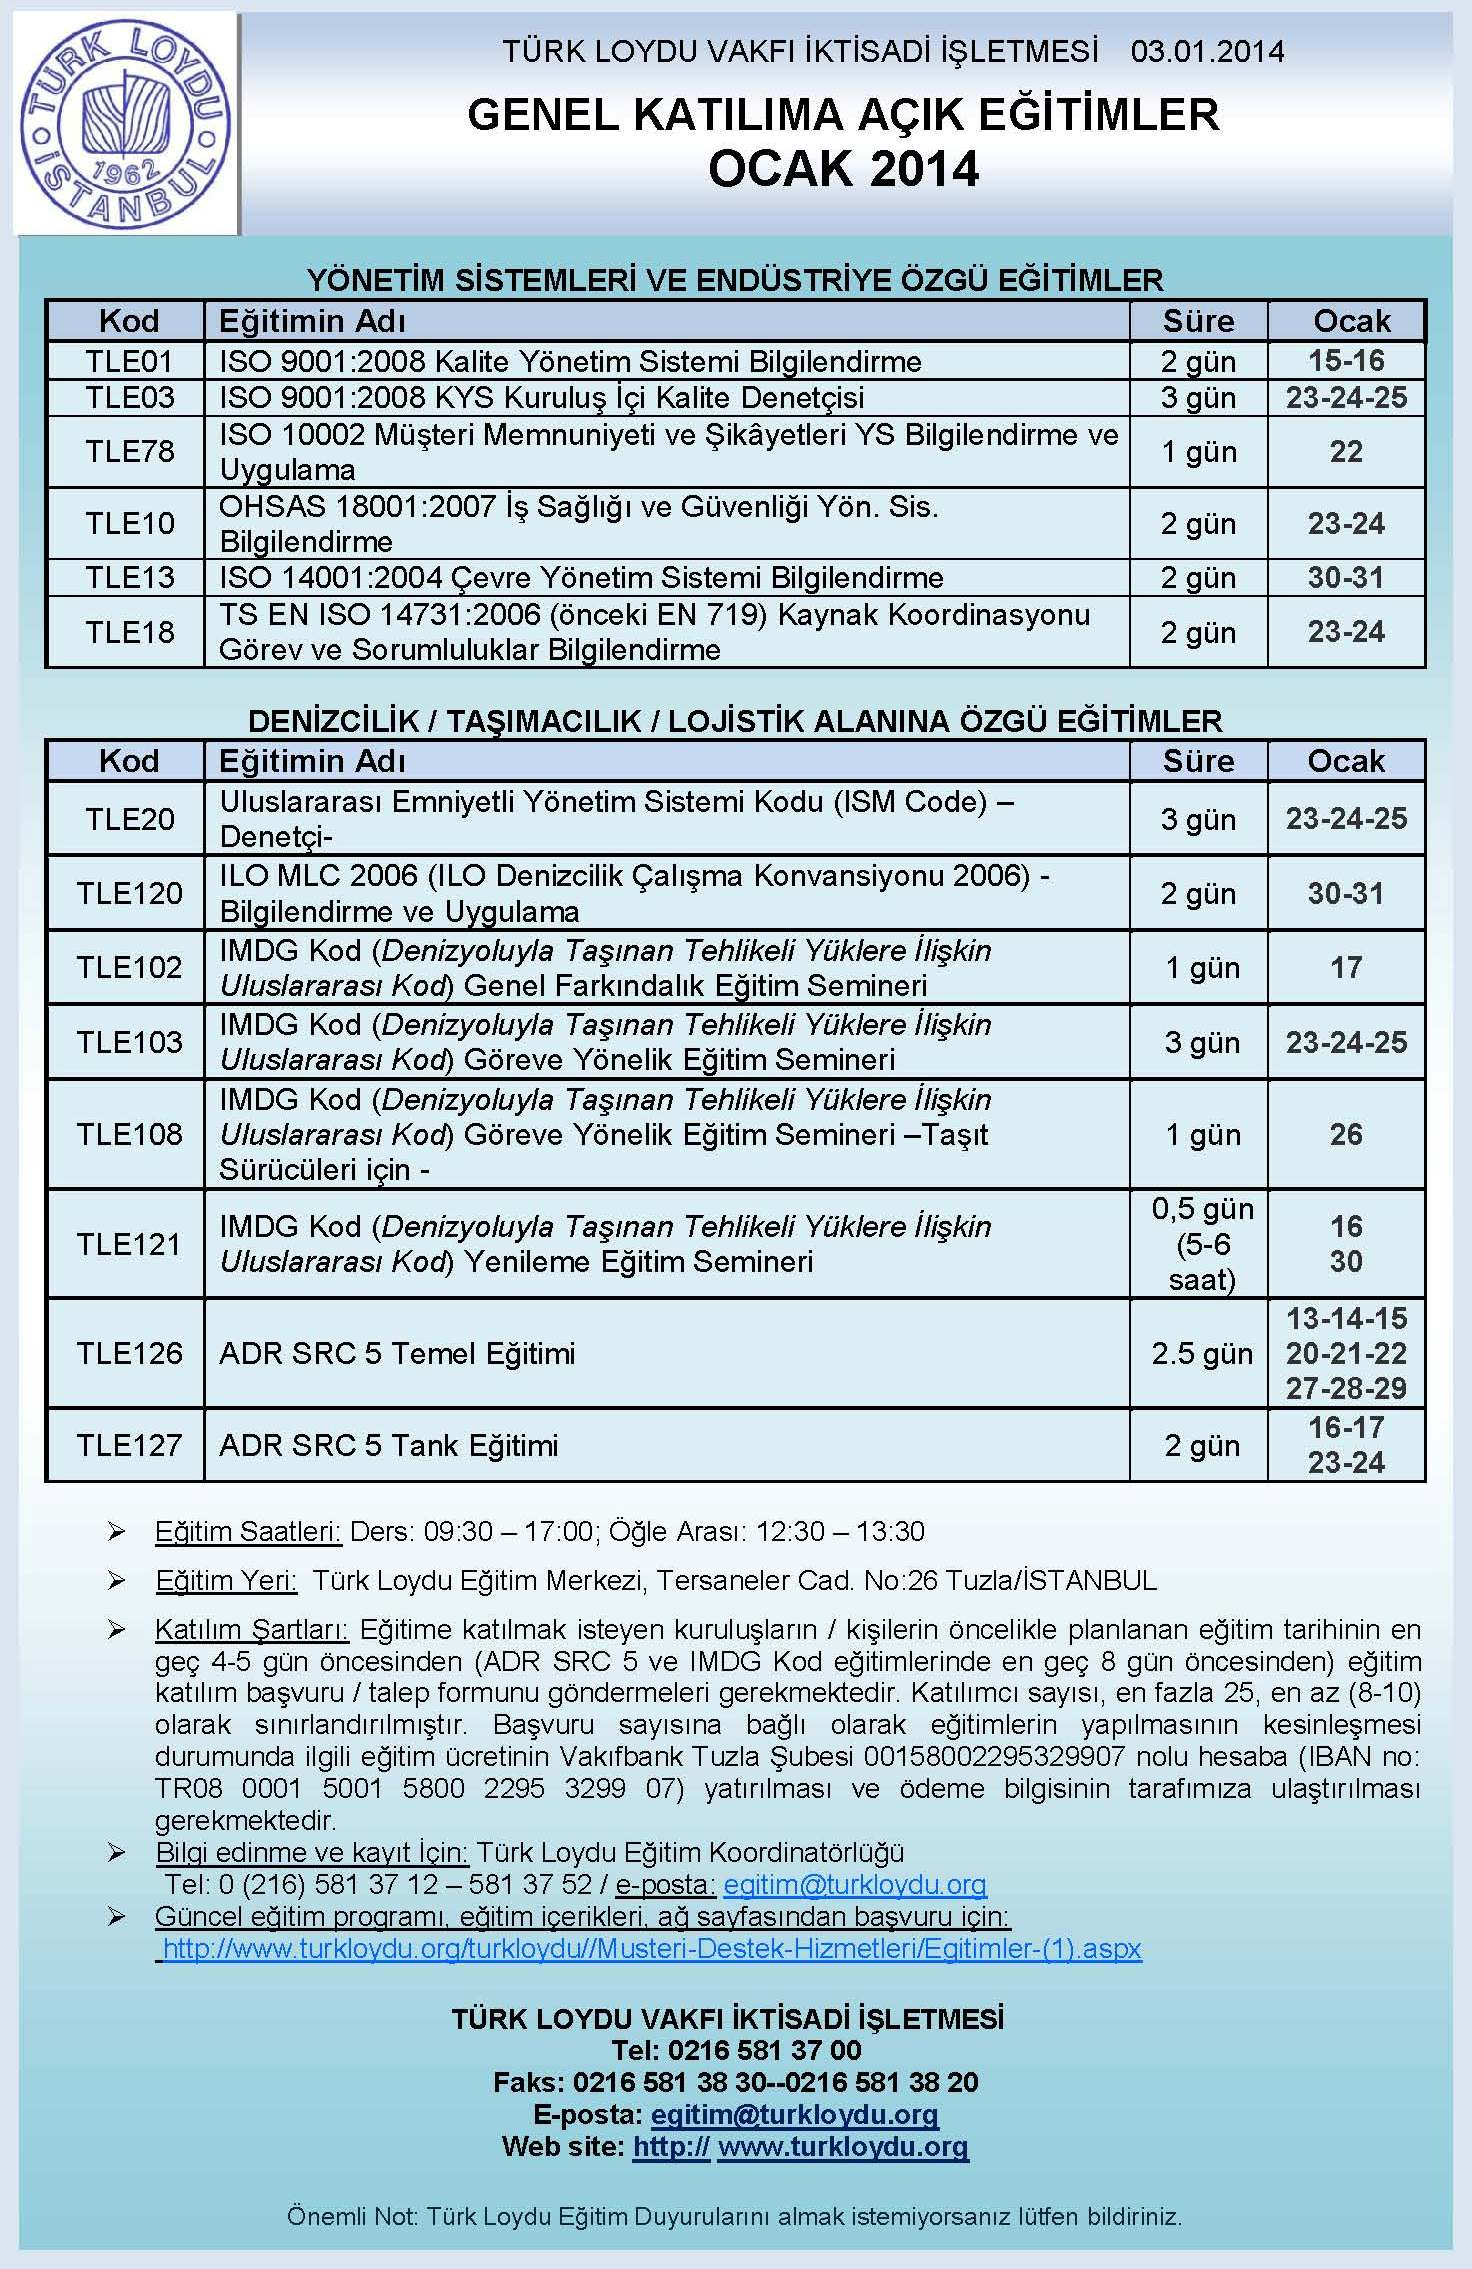 TÜRK LOYDU
1962
İSTANBUL
TÜRK LOYDU VAKFI İKTİSADİ İŞLETMESİ 03.01.2014
GENEL KATILIMA AÇIK EĞİTİMLER
OCAK 2014
YÖNETİM SİSTEMLERİ VE ENDÜSTRİYE ÖZGÜ EĞİTİMLER
Kod Eğitimin Adı Süre Ocak
TLE01 ISO 9001:2008 Kalite Yönetim Sistemi Bilgilendirme 2 gün 15-16
TLE03 ISO 9001:2008 KYS Kuruluş İçi Kalite Denetçisi 3 gün 23-24-25
TLE78 ISO 10002 Müşteri Memnuniyeti ve Şikâyetleri YS Bilgilendirme ve
Uygulama 1 gün 22
TLE10 OHSAS 18001:2007 İş Sağlığı ve Güvenliği Yön. Sis.
Bilgilendirme 2 gün 23-24
TLE13 ISO 14001:2004 Çevre Yönetim Sistemi Bilgilendirme 2 gün 30-31
TLE18 TS EN ISO 14731:2006 (önceki EN 719) Kaynak Koordinasyonu
Görev ve Sorumluluklar Bilgilendirme 2 gün 23-24
DENİZCİLİK / TAŞIMACILIK / LOJİSTİK ALANINA ÖZGÜ EĞİTİMLER
Kod Eğitimin Adı Süre Ocak
TLE20 Uluslararası Emniyetli Yönetim Sistemi Kodu (ISM Code) –
Denetçi- 3 gün 23-24-25
TLE120 ILO MLC 2006 (ILO Denizcilik Çalışma Konvansiyonu 2006) -
Bilgilendirme ve Uygulama 2 gün 30-31
TLE102 IMDG Kod (Denizyoluyla Taşınan Tehlikeli Yüklere İlişkin
Uluslararası Kod) Genel Farkındalık Eğitim Semineri 1 gün 17
TLE103 IMDG Kod (Denizyoluyla Taşınan Tehlikeli Yüklere İlişkin
Uluslararası Kod) Göreve Yönelik Eğitim Semineri 3 gün 23-24-25
TLE108 IMDG Kod (Denizyoluyla Taşınan Tehlikeli Yüklere İlişkin
Uluslararası Kod) Göreve Yönelik Eğitim Semineri –Taşıt
Sürücüleri için - 1 gün 26
TLE121 IMDG Kod (Denizyoluyla Taşınan Tehlikeli Yüklere İlişkin
Uluslararası Kod) Yenileme Eğitim Semineri
0,5 gün
(5-6
saat)
16
30
TLE126 ADR SRC 5 Temel Eğitimi 2.5 gün
13-14-15
20-21-22
27-28-29
TLE127 ADR SRC 5 Tank Eğitimi 2 gün
16-17
23-24
➢ Eğitim Saatleri: Ders: 09:30 – 17:00; Öğle Arası: 12:30 – 13:30
➢ Eğitim Yeri: Türk Loydu Eğitim Merkezi, Tersaneler Cad. No:26 Tuzla/İSTANBUL
➢ Katılım Şartları: Eğitime katılmak isteyen kuruluşların / kişilerin öncelikle planlanan eğitim tarihinin en
geç 4-5 gün öncesinden (ADR SRC 5 ve IMDG Kod eğitimlerinde en geç 8 gün öncesinden) eğitim
katılım başvuru / talep formunu göndermeleri gerekmektedir. Katılımcı sayısı, en fazla 25, en az (8-10)
olarak sınırlandırılmıştır. Başvuru sayısına bağlı olarak eğitimlerin yapılmasının kesinleşmesi
durumunda ilgili eğitim ücretinin Vakıfbank Tuzla Şubesi 00158002295329907 nolu hesaba (IBAN no:
TR08 0001 5001 5800 2295 3299 07) yatırılması ve ödeme bilgisinin tarafımıza ulaştırılması
gerekmektedir.
➢ Bilgi edinme ve kayıt İçin: Türk Loydu Eğitim Koordinatörlüğü
Tel: 0 (216) 581 37 12 – 581 37 52 / e-posta: egitim@turkloydu.org
➢ Güncel eğitim programı, eğitim içerikleri, ağ sayfasından başvuru için:
http://www.turkloydu.org/turkloydu//Musteri-Destek-Hizmetleri/Egitimler-(1).aspx
TÜRK LOYDU VAKFI İKTİSADİ İŞLETMESİ
Tel: 0216 581 37 00
Faks: 0216 581 38 30--0216 581 38 20
E-posta: egitim@turkloydu.org
Web site: http:// www.turkloydu.org
Önemli Not: Türk Loydu Eğitim Duyurularını almak istemiyorsanız lütfen bildiriniz.